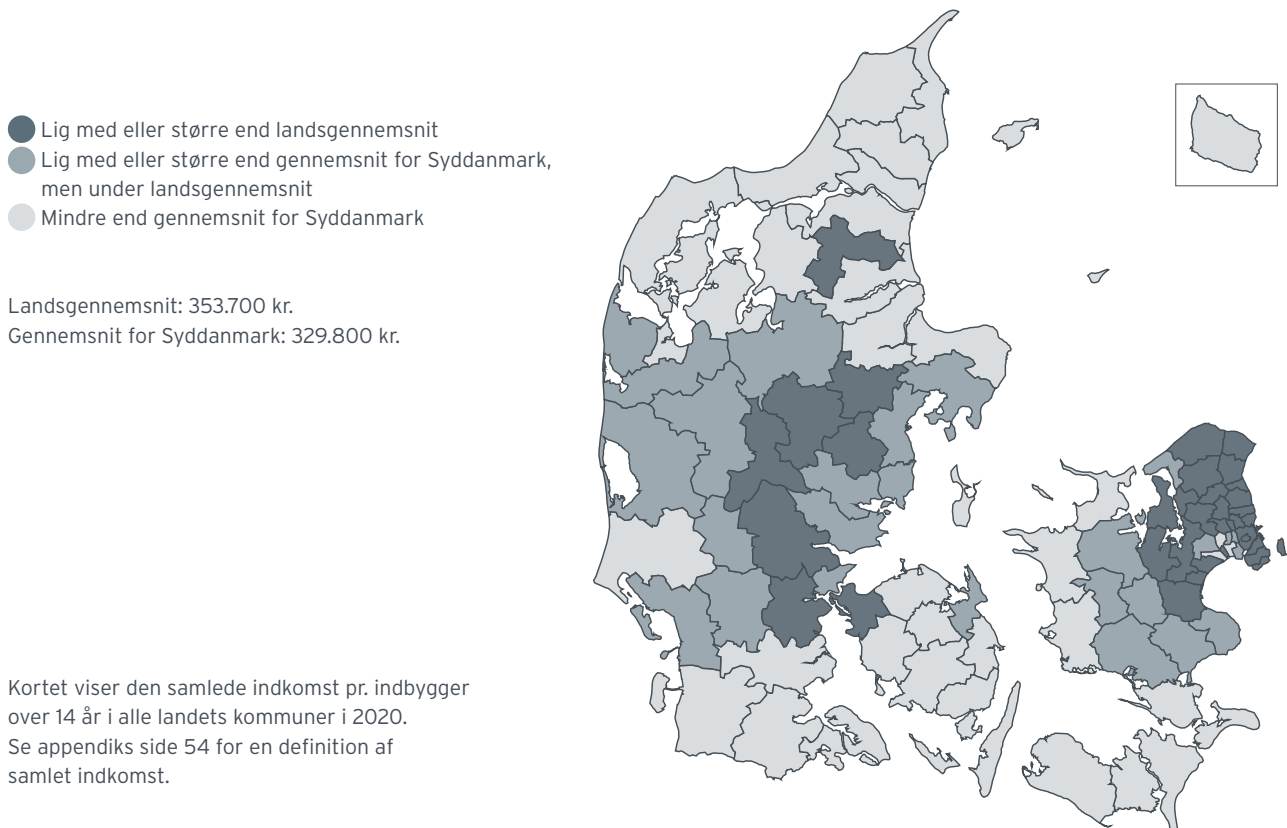 Lig med eller større end landsgennemsnit
Lig med eller større end gennemsnit for Syddanmark,
men under landsgennemsnit
Mindre end gennemsnit for Syddanmark
Landsgennemsnit: 353.700 kr.
Gennemsnit for Syddanmark: 329.800 kr.
Kortet viser den samlede indkomst pr. indbygger
over 14 år i alle landets kommuner i 2020.
Se appendiks side 54 for en definition af
samlet indkomst.